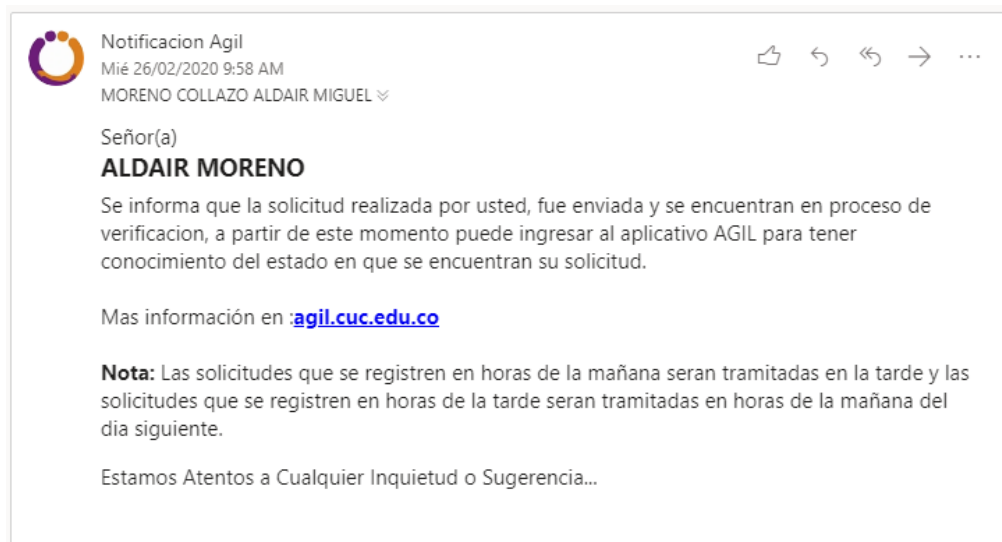 Notificacion Agil
Mié 26/02/2020 9:58 AM
MORENO COLLAZO ALDAIR MIGUEL
Señor(a)
ALDAIR MORENO
Se informa que la solicitud realizada por usted, fue enviada y se encuentran en proceso de
verificacion, a partir de este momento puede ingresar al aplicativo AGIL para tener
conocimiento del estado en que se encuentran su solicitud.
Mas información en :agil.cuc.edu.co
Nota: Las solicitudes que se registren en horas de la mañana seran tramitadas en la tarde y las
solicitudes que se registren en horas de la tarde seran tramitadas en horas de la mañana del
dia siguiente.
Estamos Atentos a Cualquier Inquietud o Sugerencia...